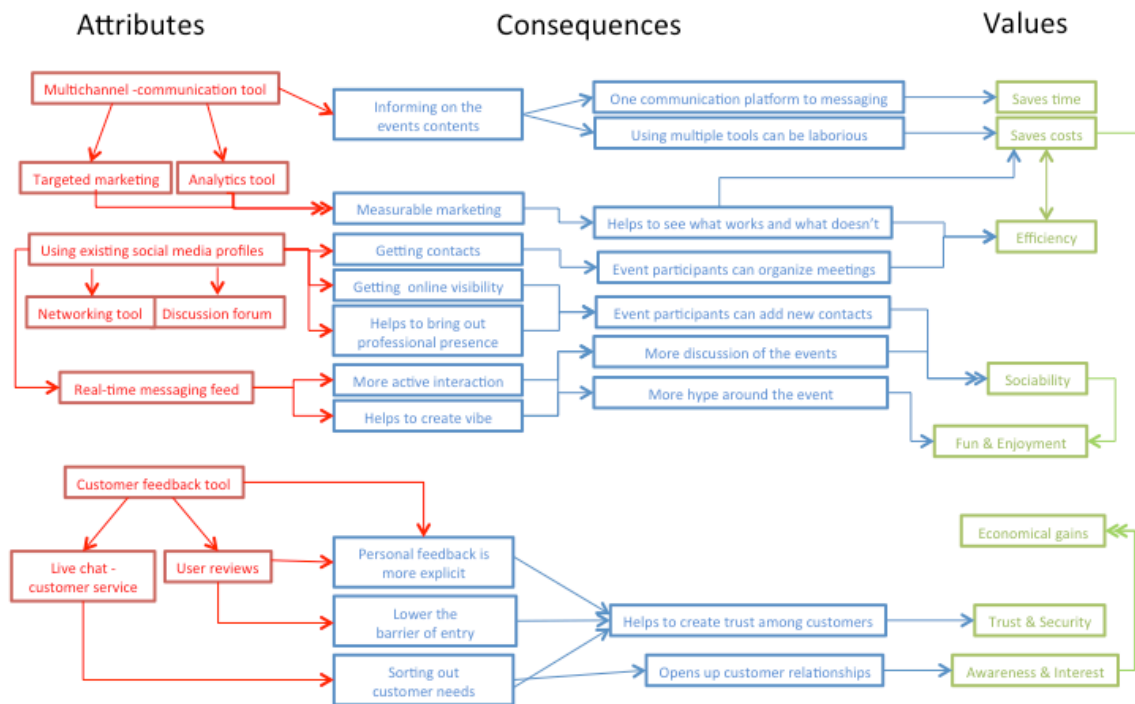 Attributes
Consequences
Values
Multichannel -communication tool
Informing on the
events contents
One communication platform to messaging
Saves time
Using multiple tools can be laborious
Saves costs
Targeted marketing
Analytics tool
Measurable marketing
Helps to see what works and what doesn't
Efficiency
Using existing social media profiles
Getting contacts
Event participants can organize meetings
Getting online visibility
Networking tool
Discussion forum
Helps to bring out
professional presence
Event participants can add new contacts
More discussion of the events
Real-time messaging feed
More active interaction
Sociability
More hype around the event
Helps to create vibe
Fun & Enjoyment
Customer feedback tool
Economical gains
Live chat -
customer service
User reviews
Personal feedback is
more explicit
Lower the
barrier of entry
Helps to create trust among customers
Trust & Security
Sorting out
customer needs
Opens up customer relationships
Awareness & Interest